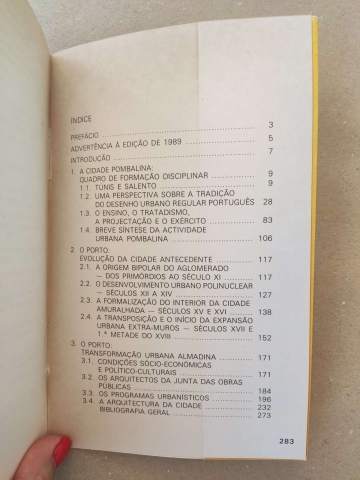 ÍNDICE
PREFÁCIO 3
ADVERTÊNCIA À EDIÇÃO DE 1989 5
INTRODUÇÃO 7
1. A CIDADE POMBALINA:
QUADRO DE FORMAÇÃO DISCIPLINAR 9
1.1. TÚNIS E SALENTO 9
1.2. UMA PERSPECTIVA SOBRE A TRADIÇÃO
DO DESENHO URBANO REGULAR PORTUGUÊS 28
1.3. O ENSINO, O TRATADISMO,
A PROJECTAÇÃO E O EXÉRCITO 83
1.4. BREVE SÍNTESE DA ACTIVIDADE
URBANA POMBALINA 106
2. O PORTO:
EVOLUÇÃO DA CIDADE ANTECEDENTE 117
2.1. A ORIGEM BIPOLAR DO AGLOMERADO
— DOS PRIMÓRDIOS AO SÉCULO XI 117
2.2. O DESENVOLVIMENTO URBANO POLINUCLEAR
— SÉCULOS XII A XIV 127
2.3. A FORMALIZAÇÃO DO INTERIOR DA CIDADE
AMURALHADA — SÉCULOS XV E XVI 138
2.4. A TRANSPOSIÇÃO E O INÍCIO DA EXPANSÃO
URBANA EXTRA-MUROS — SÉCULOS XVII E
1.ª METADE DO XVIII 152
3. O PORTO:
TRANSFORMAÇÃO URBANA ALMADINA 171
3.1. CONDIÇÕES SÓCIO-ECONÓMICAS
E POLÍTICO-CULTURAIS 171
3.2. OS ARQUITECTOS DA JUNTA DAS OBRAS
PÚBLICAS 184
3.3. OS PROGRAMAS URBANÍSTICOS 196
3.4. A ARQUITECTURA DA CIDADE 232
BIBLIOGRAFIA GERAL 273
283